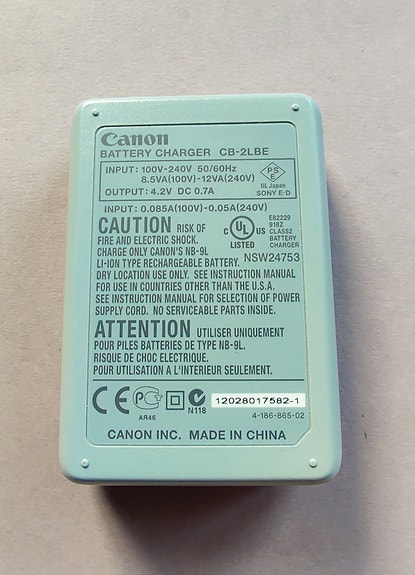 Canon
BATTERY CHARGER CB-2LBE
INPUT: 100V-240V 50/60Hz
8.5VA(100V)-12VA(240V)
OUTPUT: 4.2V DC 0.7A
PS
E
UL Japan
SONY E·D
INPUT: 0.085A(100V)-0.05A(240V)
CAUTION RISK OF
FIRE AND ELECTRIC SHOCK.
CHARGE ONLY CANON'S NB-9L
LI-ION TYPE RECHARGEABLE BATTERY.
C UL US
LISTED
E82229
918Z
CLASS2
BATTERY
CHARGER
NSW24753
DRY LOCATION USE ONLY. SEE INSTRUCTION MANUAL
FOR USE IN COUNTRIES OTHER THAN THE U.S.A.
SEE INSTRUCTION MANUAL FOR SELECTION OF POWER
SUPPLY CORD. NO SERVICEABLE PARTS INSIDE.
ATTENTION UTILISER UNIQUEMENT
POUR PILES BATTERIES DE TYPE NB-9L.
RISQUE DE CHOC ELECTRIQUE.
POUR UTILISATION A L'INTERIEUR SEULEMENT.
CE
AR46
N118
12028017582-1
4-186-865-02
CANON INC. MADE IN CHINA